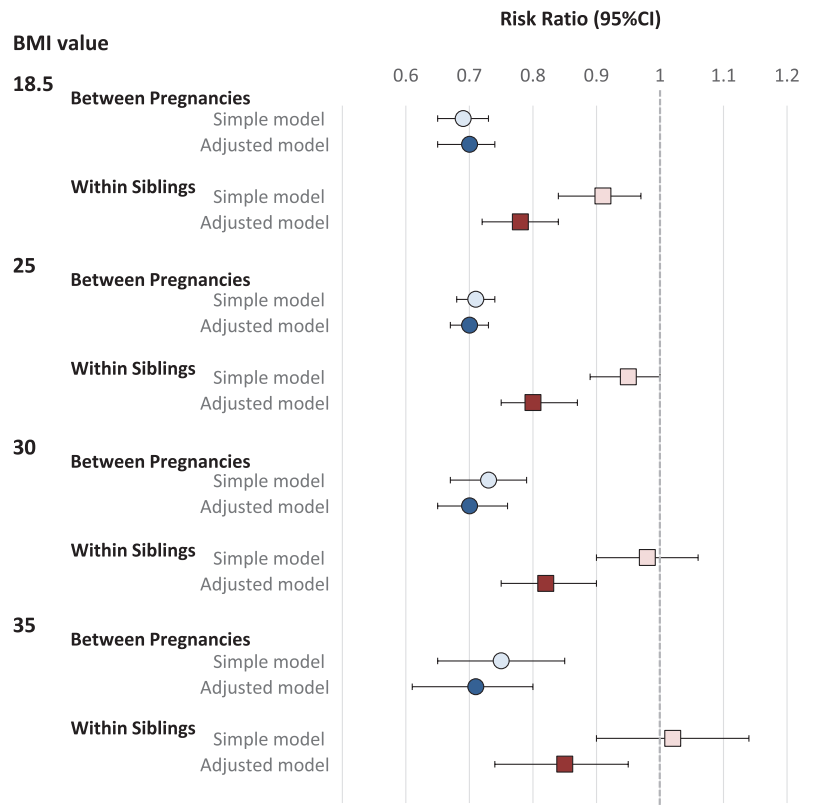 Risk Ratio (95%CI)
BMI value
0.6 0.7 0.8 0.9 1 1.1 1.2
18.5
Between Pregnancies
Simple model
Adjusted model
Within Siblings
Simple model
Adjusted model
25
Between Pregnancies
Simple model
Adjusted model
Within Siblings
Simple model
Adjusted model
30
Between Pregnancies
Simple model
Adjusted model
Within Siblings
Simple model
Adjusted model
35
Between Pregnancies
Simple model
Adjusted model
Within Siblings
Simple model
Adjusted model